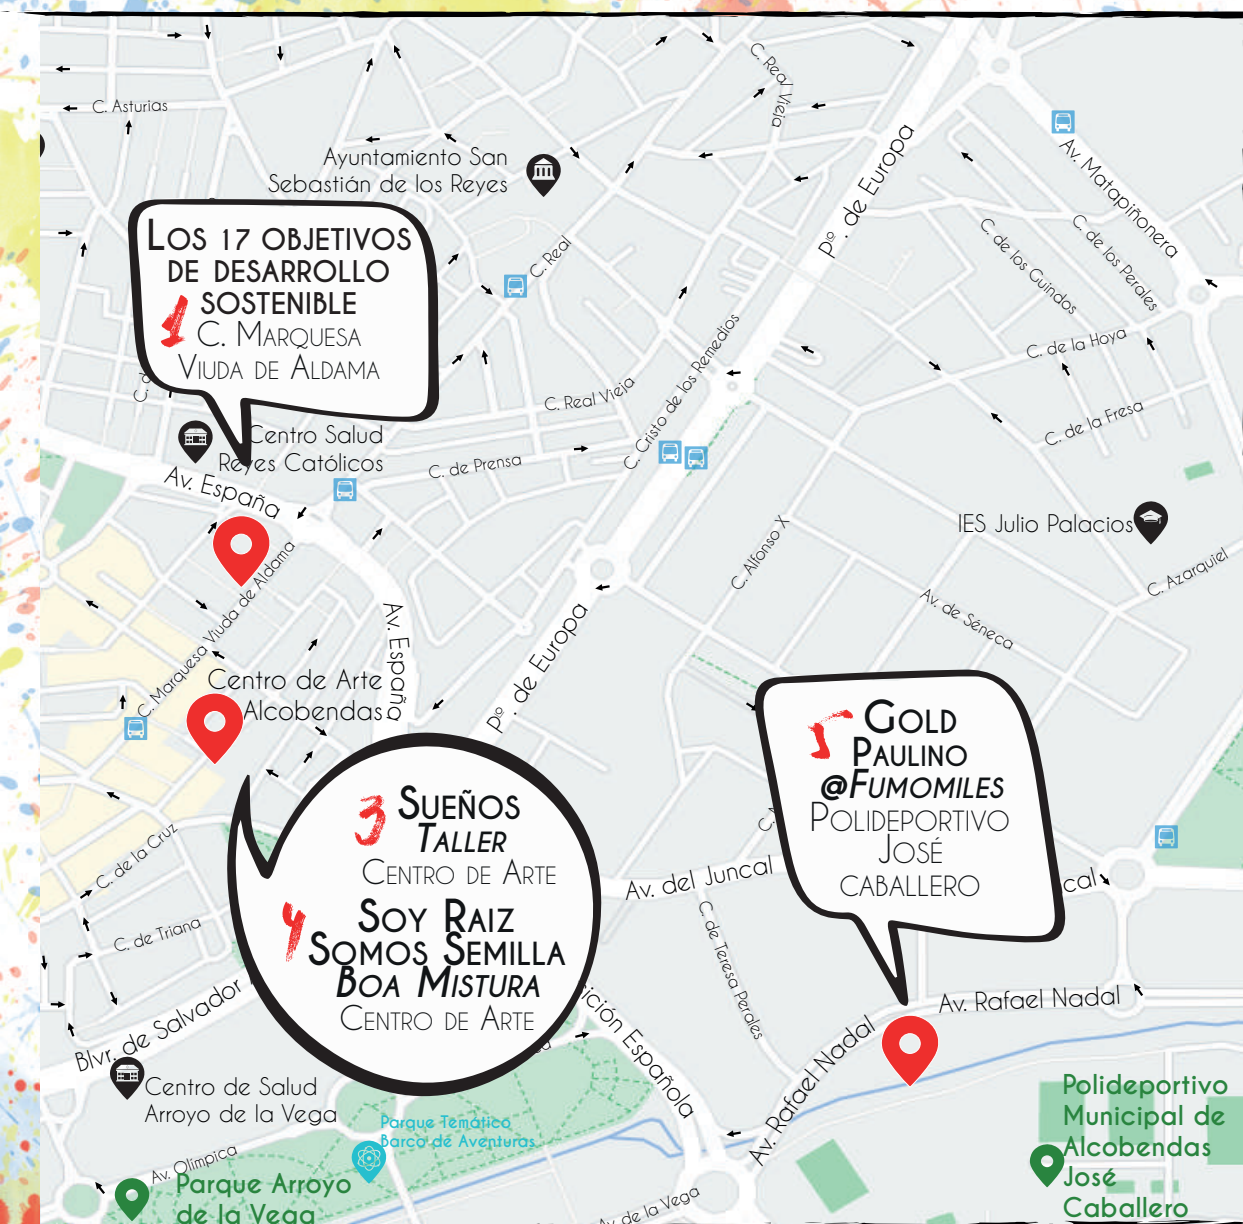 C. Asturias
C. Real Vieja
Av. Matapiñonera
Pº. de Europa
Ayuntamiento San
Sebastián de los Reyes
C. de los Guindos
C. de los Perales
C. Real
LOS 17 OBJETIVOS
DE DESARROLLO
SOSTENIBLE
1
C. MARQUESA
VIUDA DE ALDAMA
C. de la Hoya
C. Real Vieja
C. Cristo de los Remedios
C. de la Fresa
Centro Salud
Reyes Católicos
C. de Prensa
Av. España
IES Julio Palacios
C. Alfonso X
C. Azarquiel
C. Marquesa Viuda de Aldama
Av. de Séneca
Av. España
Pº. de Europa
Centro de Arte
Alcobendas
5 GOLD
PAULINO
@FUMOMILES
POLIDEPORTIVO
JOSÉ
CABALLERO
3 SUEÑOS
TALLER
CENTRO DE ARTE
4 SOY RAIZ
SOMOS SEMILLA
BOA MISTURA
CENTRO DE ARTE
C. de la Cruz
Av. del Juncal
cal
C. de Triana
C. de Teresa Perales
Blvr. de Salvador
ición Española
Av. Rafael Nadal
Av. Rafael Nadal
Centro de Salud
Arroyo de la Vega
Parque Temático
Barco de Aventuras
Polideportivo
Municipal de
Alcobendas
José
Caballero
Av. Olímpica
Parque Arroyo
de la Vega
Av. de la Vega